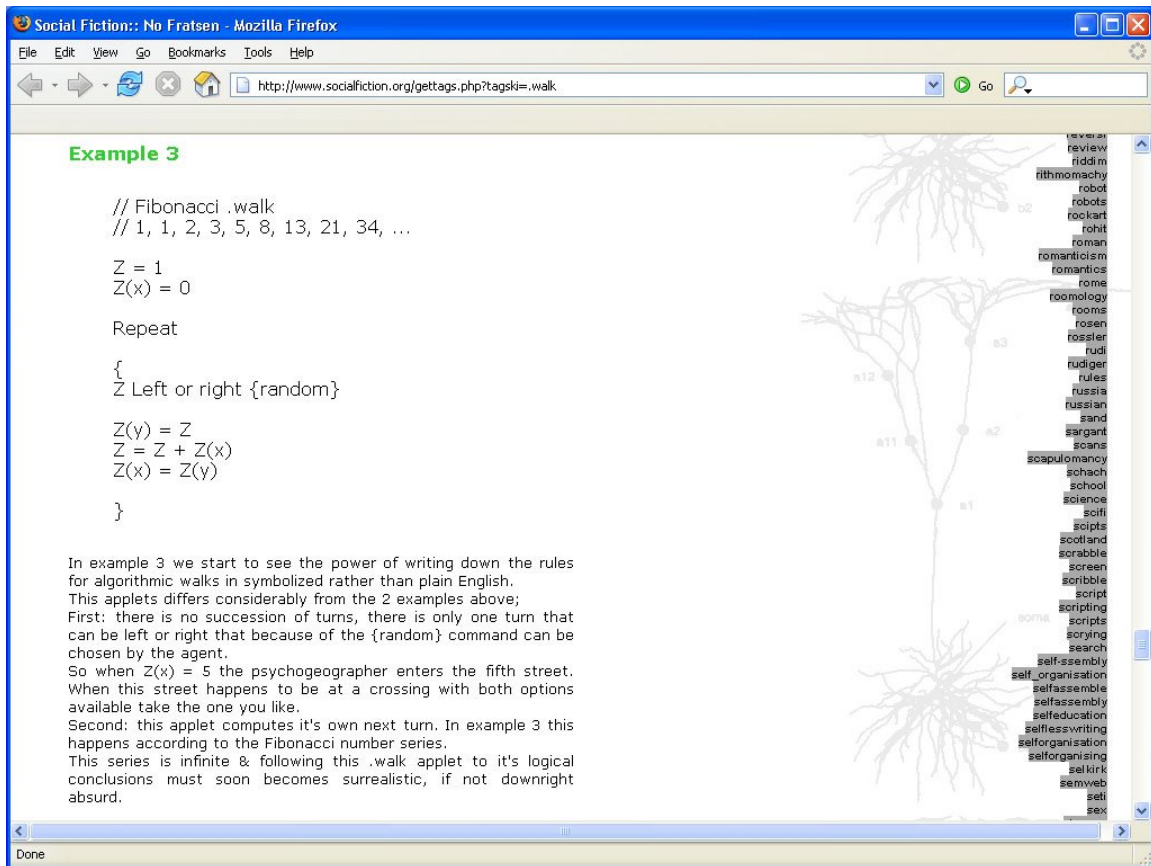 Social Fiction:: No Fratsen - Mozilla Firefox
File Edit View Go Bookmarks Tools Help
http://www.socialfiction.org/gettags.php?tagski=.walk
Go
Example 3
// Fibonacci .walk
// 1, 1, 2, 3, 5, 8, 13, 21, 34, ...
Z = 1
Z(x) = 0
Repeat
{
Z Left or right {random}
Z(y) = Z
Z = Z + Z(x)
Z(x) = Z(y)
}
In example 3 we start to see the power of writing down the rules
for algorithmic walks in symbolized rather than plain English.
This applets differs considerably from the 2 examples above;
First: there is no succession of turns, there is only one turn that
can be left or right that because of the {random} command can be
chosen by the agent.
So when Z(x) = 5 the psychogeographer enters the fifth street.
When this street happens to be at a crossing with both options
available take the one you like.
Second: this applet computes it's own next turn. In example 3 this
happens according to the Fibonacci number series.
This series is infinite & following this .walk applet to it's logical
conclusions must soon becomes surrealistic, if not downright
absurd.
b2
a3
a12
a2
a11
a1
soma
reversi
review
riddim
rithmomachy
robot
robots
rockart
rohit
roman
romanticism
romantics
rome
roomology
rooms
rosen
rossler
rudi
rudiger
rules
russia
russian
sand
sargant
scans
scapulomancy
schach
school
science
scifi
scipts
scotland
scrabble
screen
scribble
script
scripting
scripts
scrying
search
self-ssembly
self_organisation
selfassemble
selfassembly
selfeducation
selflesswriting
selforganisation
selforganising
selkirk
semweb
seti
sex
Done